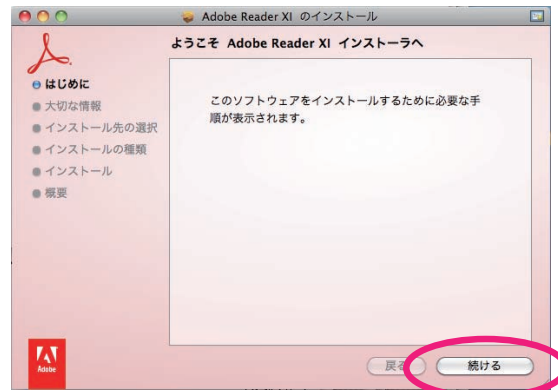 Adobe Reader XI のインストール
ようこそ Adobe Reader XI インストーラへ
はじめに
大切な情報
インストール先の選択
インストールの種類
インストール
概要
このソフトウェアをインストールするために必要な手
順が表示されます。
Adobe
戻る
続ける